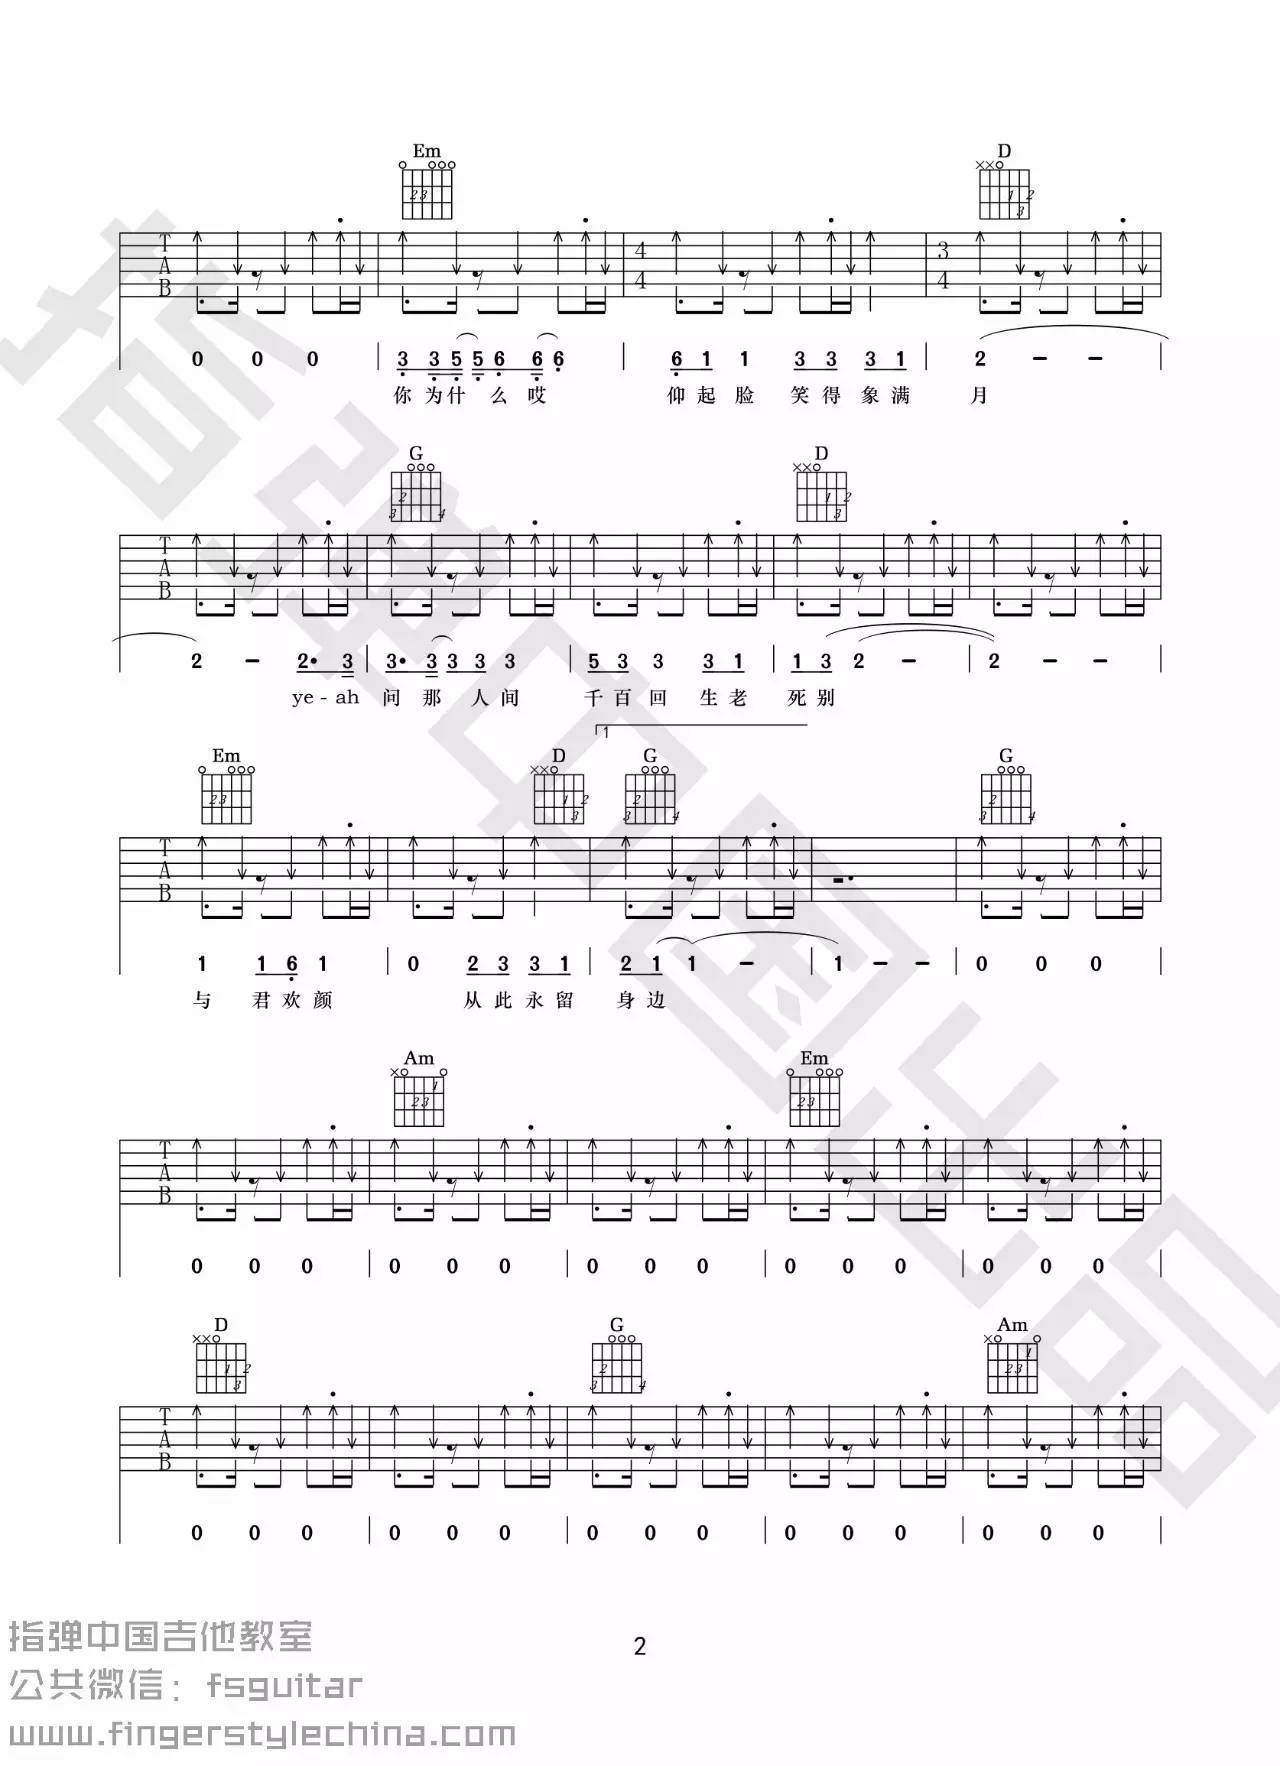 Em D
T A B 4 4 3 4
0 0 0 3 3 5 5 6 6 6 6 1 1 3 3 3 1 2 – –
你 为 什 么 哎 仰 起 脸 笑 得 象 满 月
G D
T A B
2 – 2· 3 3· 3 3 3 3 5 3 3 3 1 1 3 2 – 2 – –
ye - ah 问 那 人 间 千 百 回 生 老 死 别
1
Em D G G
T A B
1 1 6 1 0 2 3 3 1 2 1 1 – 1 – – 0 0 0
与 君 欢 颜 从 此 永 留 身 边
Am Em
T A B
0 0 0 0 0 0 0 0 0 0 0 0 0 0 0
D G Am
T A B
0 0 0 0 0 0 0 0 0 0 0 0 0 0 0
指弹中国出品
指弹中国吉他教室
2
公共微信：fsguitar
www.fingerstylechina.com